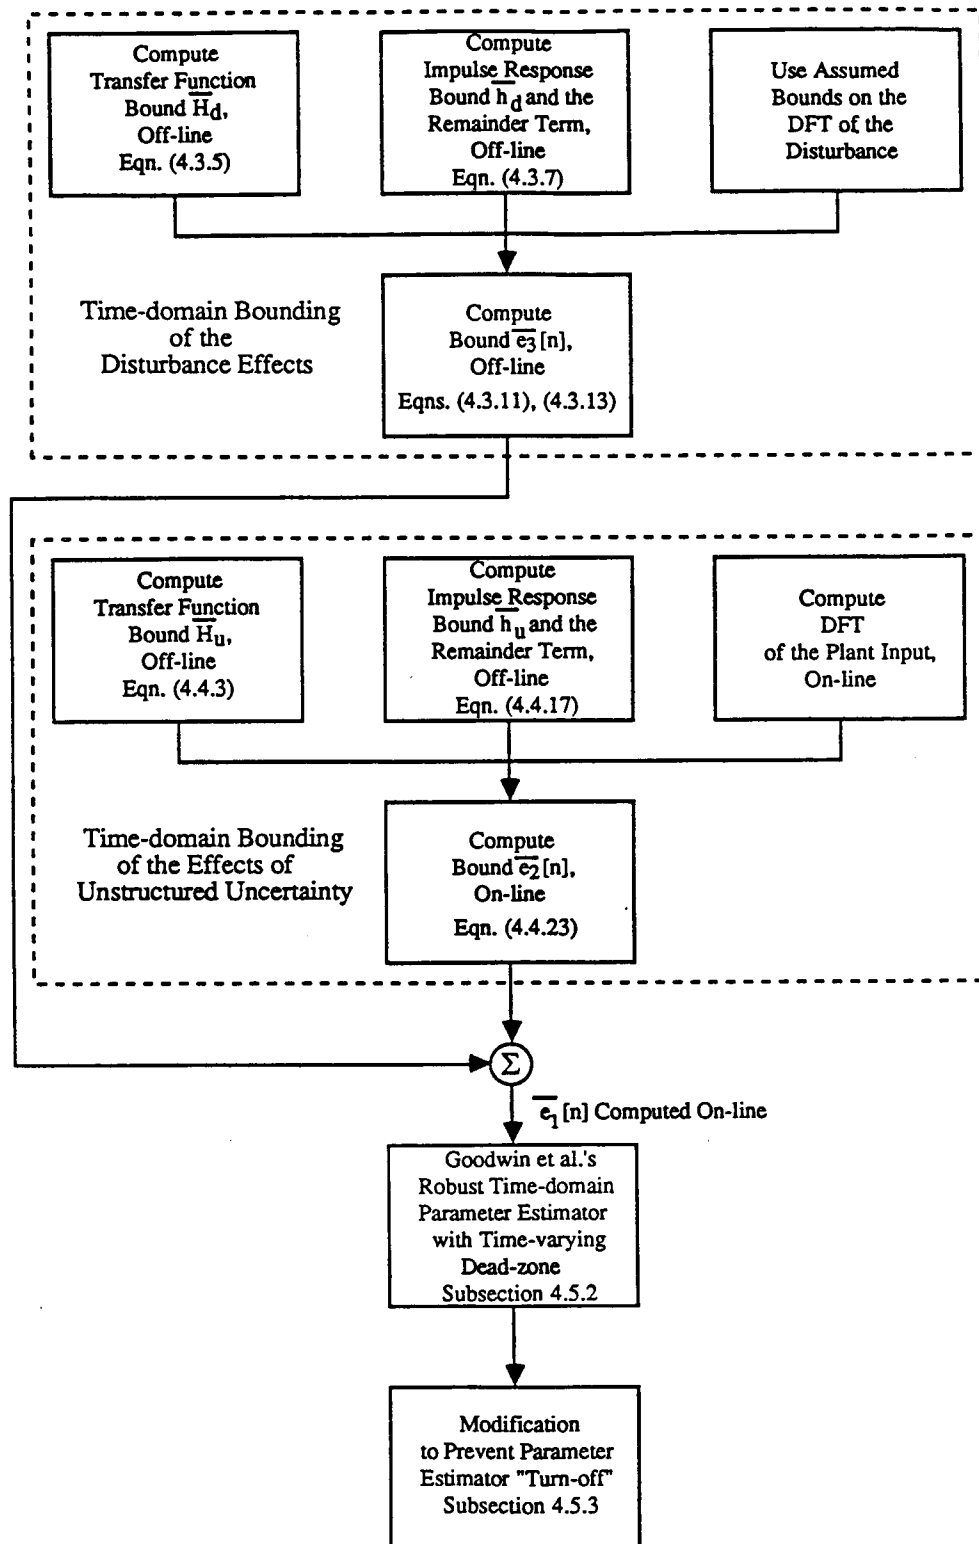 Compute
Transfer Function
Bound H̅d,
Off-line
Eqn. (4.3.5)
Compute
Impulse Response
Bound h̅d and the
Remainder Term,
Off-line
Eqn. (4.3.7)
Use Assumed
Bounds on the
DFT of the
Disturbance
Time-domain Bounding
of the
Disturbance Effects
Compute
Bound e̅3[n],
Off-line
Eqns. (4.3.11), (4.3.13)
Compute
Transfer Function
Bound H̅u,
Off-line
Eqn. (4.4.3)
Compute
Impulse Response
Bound h̅u and the
Remainder Term,
Off-line
Eqn. (4.4.17)
Compute
DFT
of the Plant Input,
On-line
Time-domain Bounding
of the Effects of
Unstructured Uncertainty
Compute
Bound e̅2[n],
On-line
Eqn. (4.4.23)
Σ
e̅1[n] Computed On-line
Goodwin et al.'s
Robust Time-domain
Parameter Estimator
with Time-varying
Dead-zone
Subsection 4.5.2
Modification
to Prevent Parameter
Estimator "Turn-off"
Subsection 4.5.3